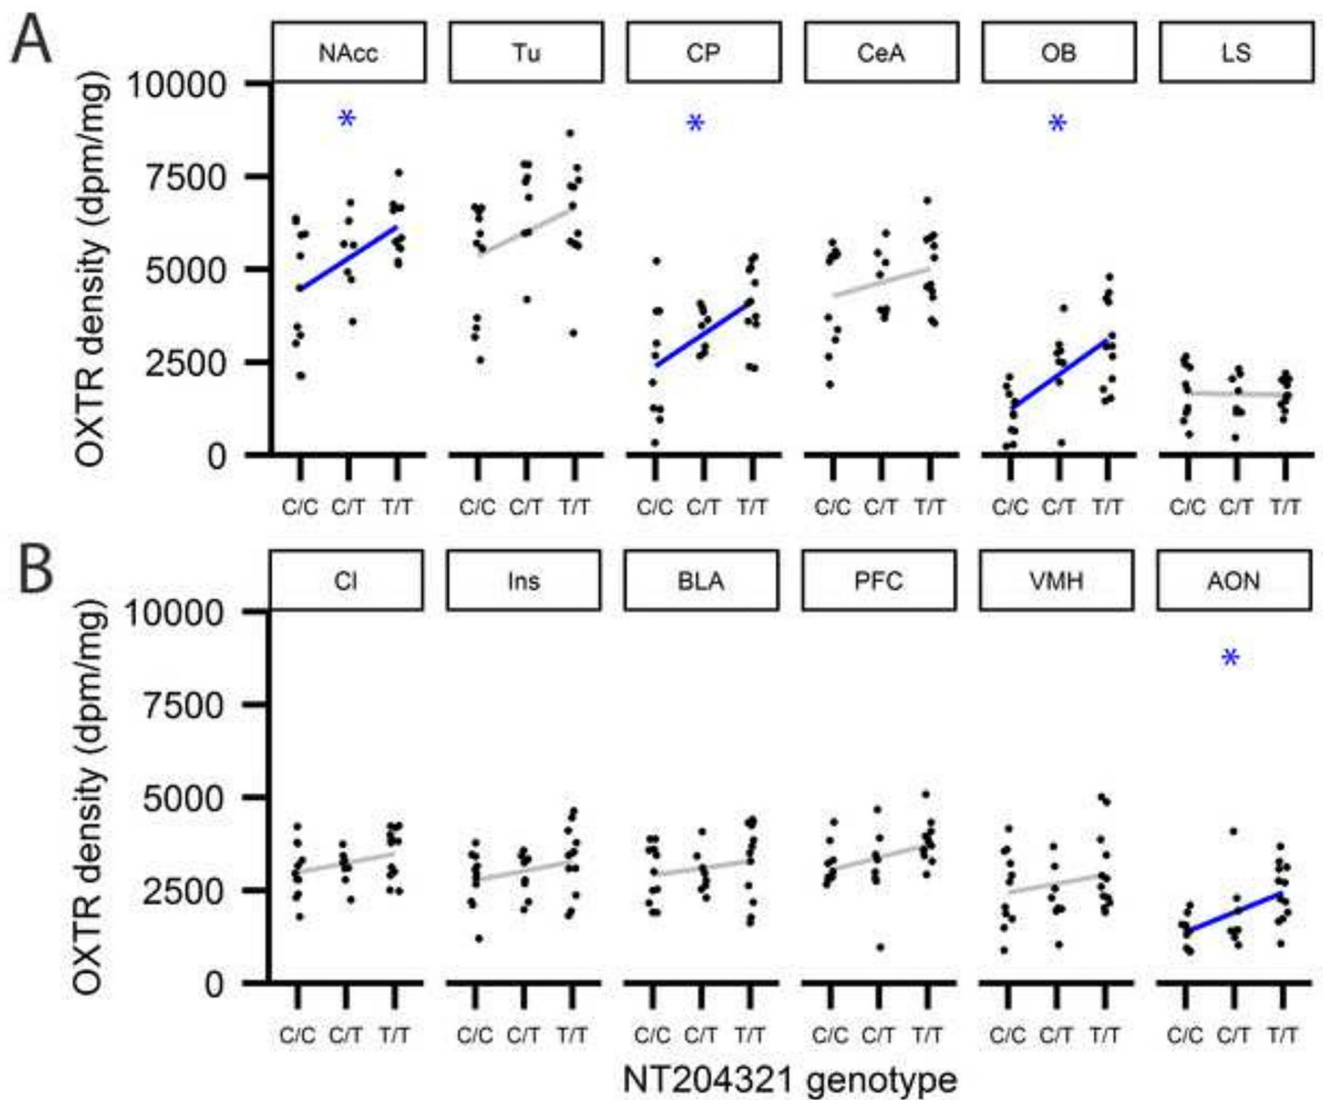 A
NAcc Tu CP CeA OB LS
OXTR density (dpm/mg)
10000
* * *
7500
5000
2500
0
C/C C/T T/T C/C C/T T/T C/C C/T T/T C/C C/T T/T C/C C/T T/T C/C C/T T/T
B
Cl Ins BLA PFC VMH AON
OXTR density (dpm/mg)
10000
*
7500
5000
2500
0
C/C C/T T/T C/C C/T T/T C/C C/T T/T C/C C/T T/T C/C C/T T/T C/C C/T T/T
NT204321 genotype